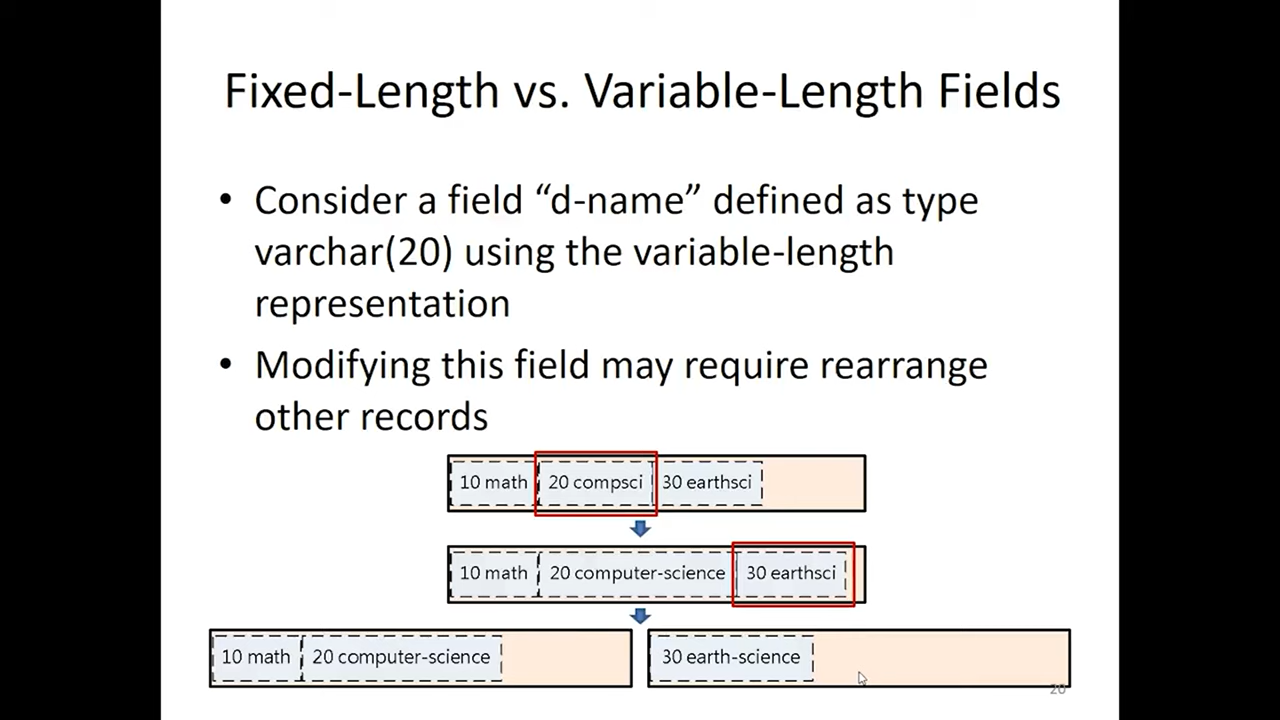 Fixed-Length vs. Variable-Length Fields
• Consider a field “d-name” defined as type
varchar(20) using the variable-length
representation
• Modifying this field may require rearrange
other records
10 math 20 compsci 30 earthsci
10 math 20 computer-science 30 earthsci
10 math 20 computer-science 30 earth-science
20